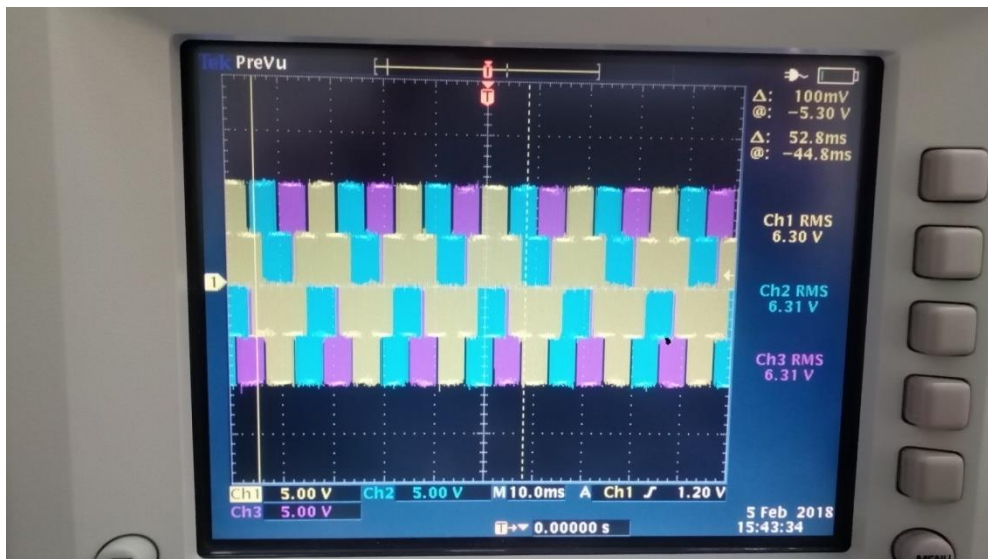 Tek PreVu
T
T
Δ: 100mV
@: −5.30 V
Δ: 52.8ms
@: −44.8ms
Ch1 RMS
6.30 V
1
Ch2 RMS
6.31 V
Ch3 RMS
6.31 V
Ch1 5.00 V Ch2 5.00 V M 10.0ms A Ch1 ʃ 1.20 V
Ch3 5.00 V
T→▼ 0.00000 s
5 Feb 2018
15:43:34
MENU